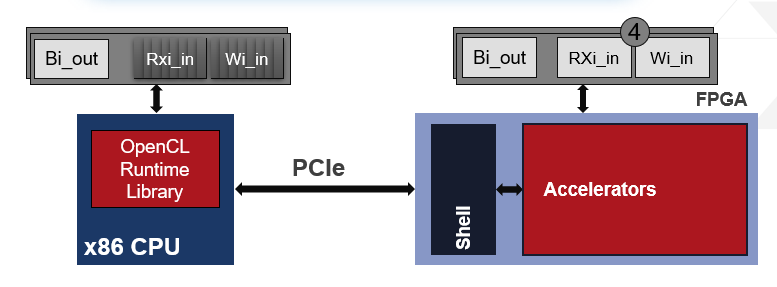 Bi_out
Rxi_in
Wi_in
Bi_out
RXi_in
Wi_in
4
FPGA
OpenCL
Runtime
Library
x86 CPU
PCIe
Shell
Accelerators